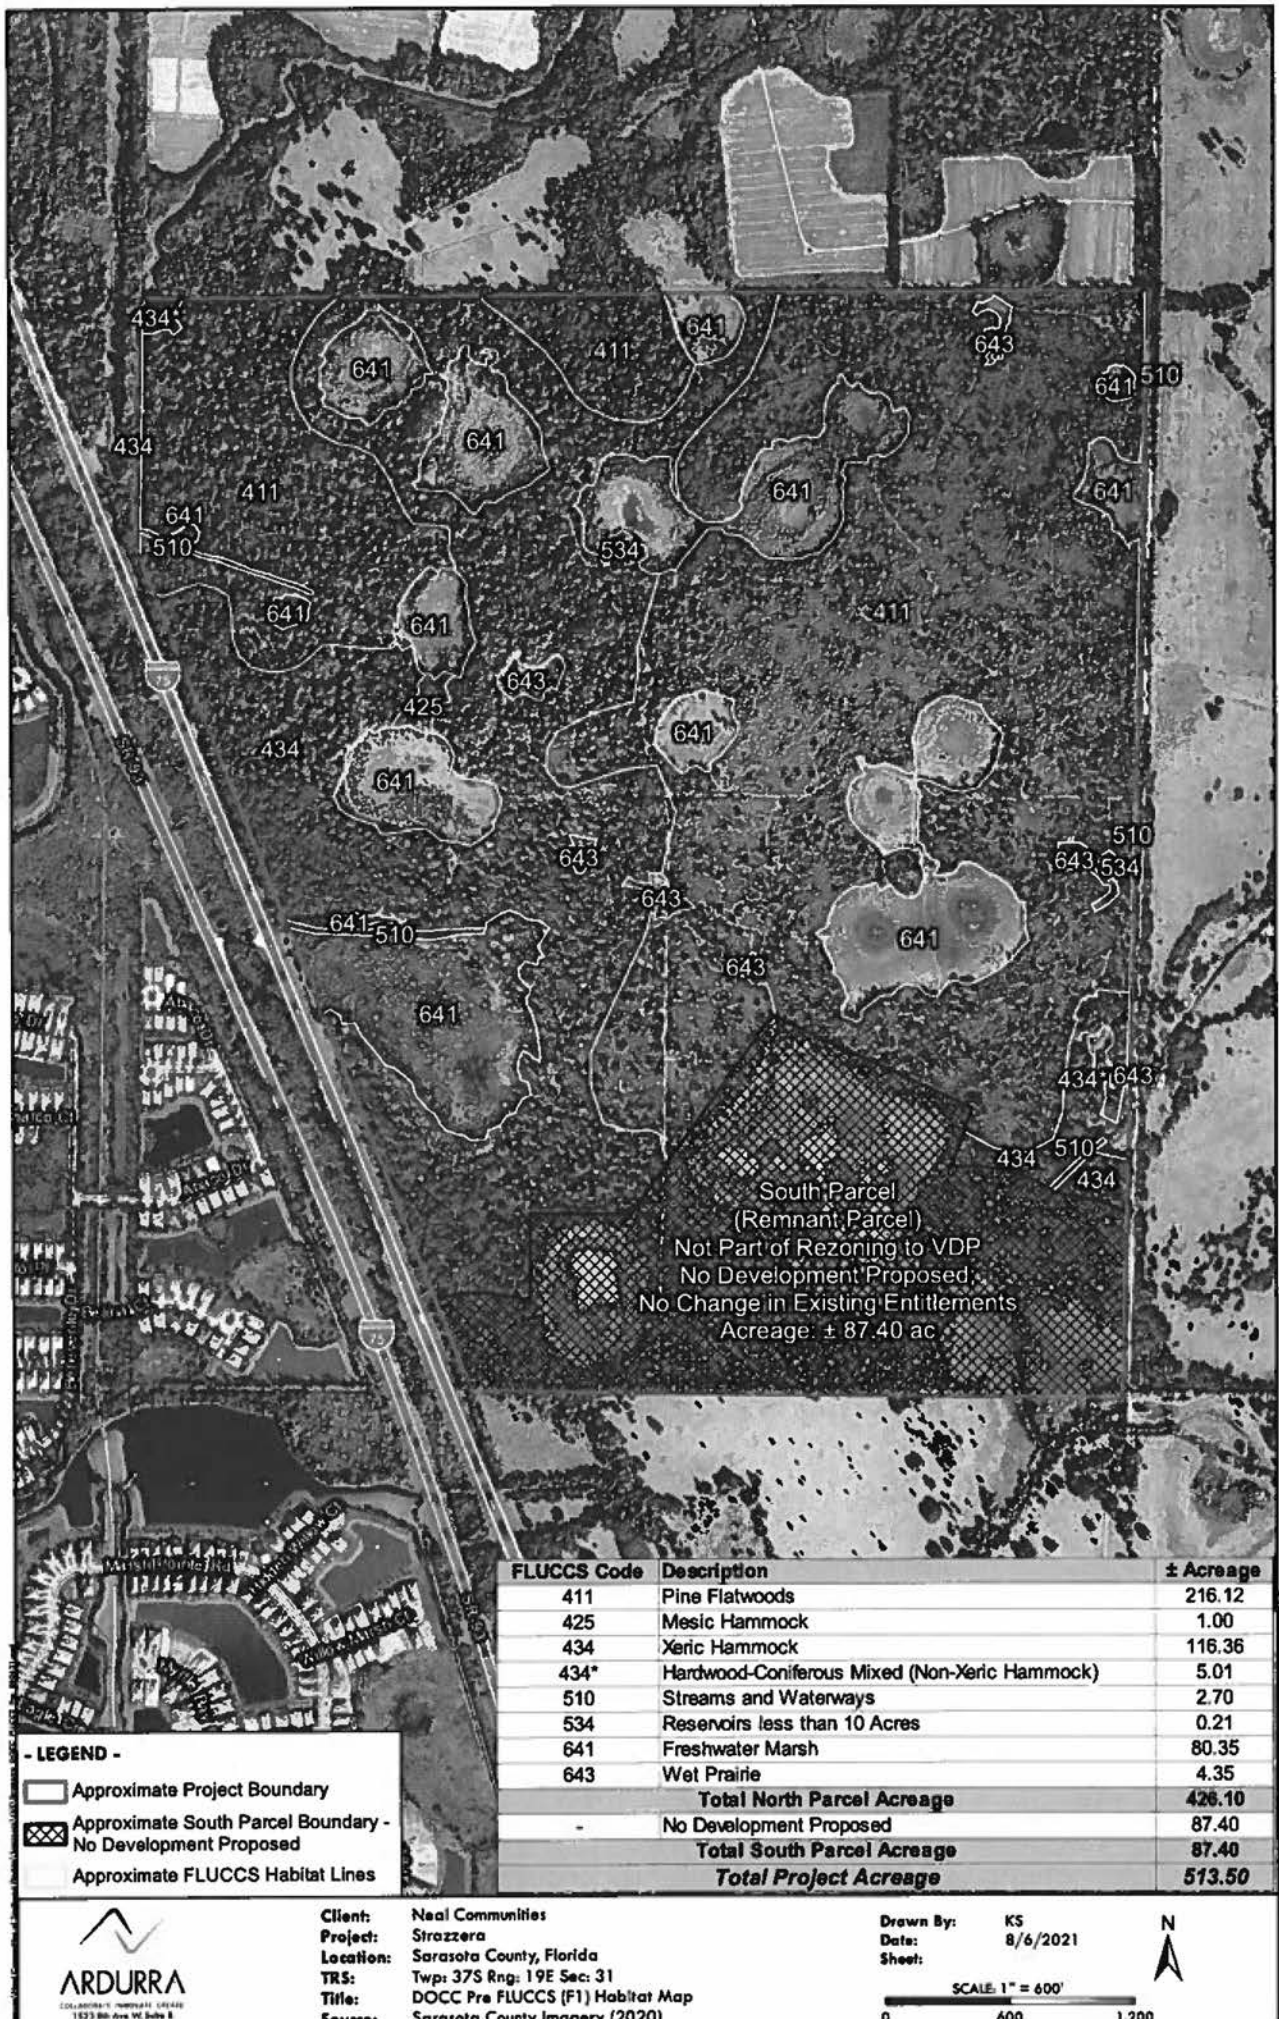 434*
641
411
641
643
641
510
641
434
411
641
641
641
534
510
641
641
411
643
425
641
434
641
510
643
643
534
643
641
510
641
643
641
434*
643
434
510
434
75
South Parcel
(Remnant Parcel)
Not Part of Rezoning to VDP
No Development Proposed;
No Change in Existing Entitlements
Acreage: ± 87.40 ac
75
FLUCCS Code Description ± Acreage
411 Pine Flatwoods 216.12
425 Mesic Hammock 1.00
434 Xeric Hammock 116.36
434* Hardwood-Coniferous Mixed (Non-Xeric Hammock) 5.01
510 Streams and Waterways 2.70
534 Reservoirs less than 10 Acres 0.21
641 Freshwater Marsh 80.35
643 Wet Prairie 4.35
Total North Parcel Acreage 426.10
- No Development Proposed 87.40
Total South Parcel Acreage 87.40
Total Project Acreage 513.50
- LEGEND -
Approximate Project Boundary
Approximate South Parcel Boundary -
No Development Proposed
Approximate FLUCCS Habitat Lines
ARDURRA
COLLABORATE. INNOVATE. CREATE.
1523 8th Ave W. Suite B
Client: Neal Communities
Project: Strazzera
Location: Sarasota County, Florida
TRS: Twp: 37S Rng: 19E Sec: 31
Title: DOCC Pre FLUCCS (F1) Habitat Map
Source: Sarasota County Imagery (2020)
Drawn By: KS
Date: 8/6/2021
Sheet:
N
SCALE: 1" = 600'
0 600 1,200